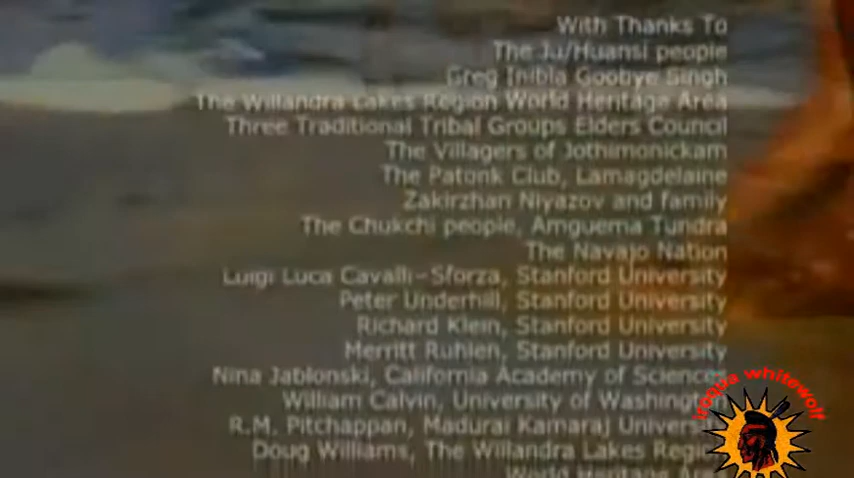 With Thanks To
The Ju/Huansi people
Greg Inibla Goobye Singh
The Willandra Lakes Region World Heritage Area
Three Traditional Tribal Groups Elders Council
The Villagers of Jothimonickam
The Patonk Club, Lamagdelaine
Zakirzhan Niyazov and family
The Chukchi people, Amguema Tundra
The Navajo Nation
Luigi Luca Cavalli-Sforza, Stanford University
Peter Underhill, Stanford University
Richard Klein, Stanford University
Merritt Ruhlen, Stanford University
Nina Jablonski, California Academy of Sciences
William Calvin, University of Washington
R.M. Pitchappan, Madurai Kamaraj Univers
Doug Williams, The Willandra Lakes Region
World Heritage Area
iroqua whitewolf